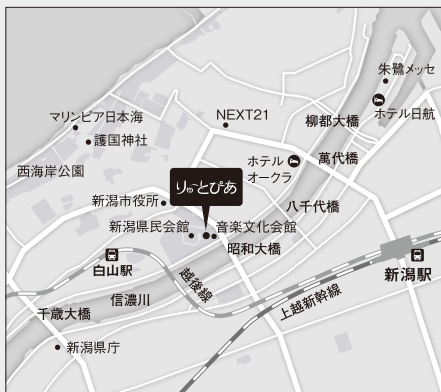 朱鷺メッセ
ホテル日航
マリンピア日本海
NEXT21
柳都大橋
護国神社
萬代橋
西海岸公園
ホテル
オークラ
りゅーとぴあ
新潟市役所
八千代橋
新潟県民会館
音楽文化会館
昭和大橋
白山駅
越後線
新潟駅
上越新幹線
信濃川
千歳大橋
新潟県庁